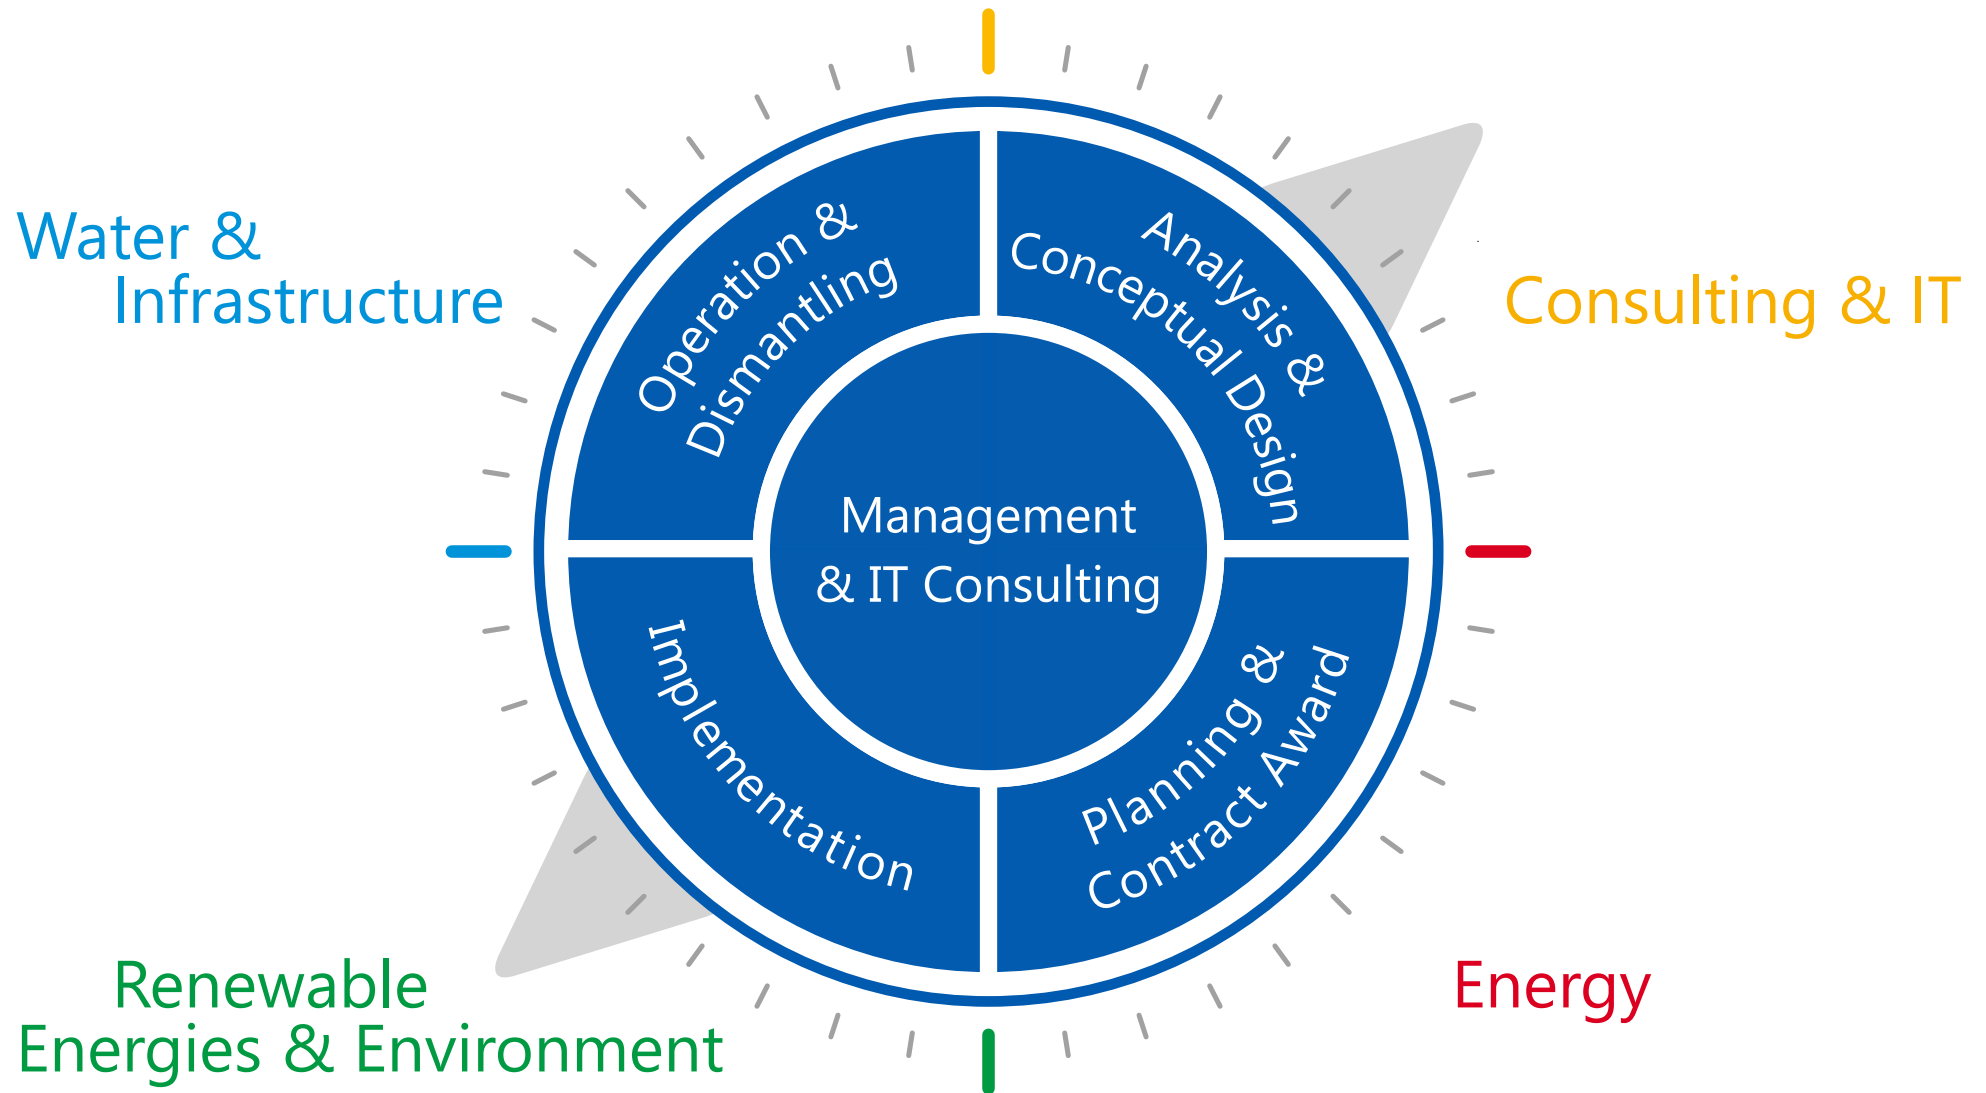 Water &
Infrastructure
Consulting & IT
Operation &
Dismantling
Analysis &
Conceptual Design
Management
& IT Consulting
Implementation
Planning &
Contract Award
Renewable
Energies & Environment
Energy